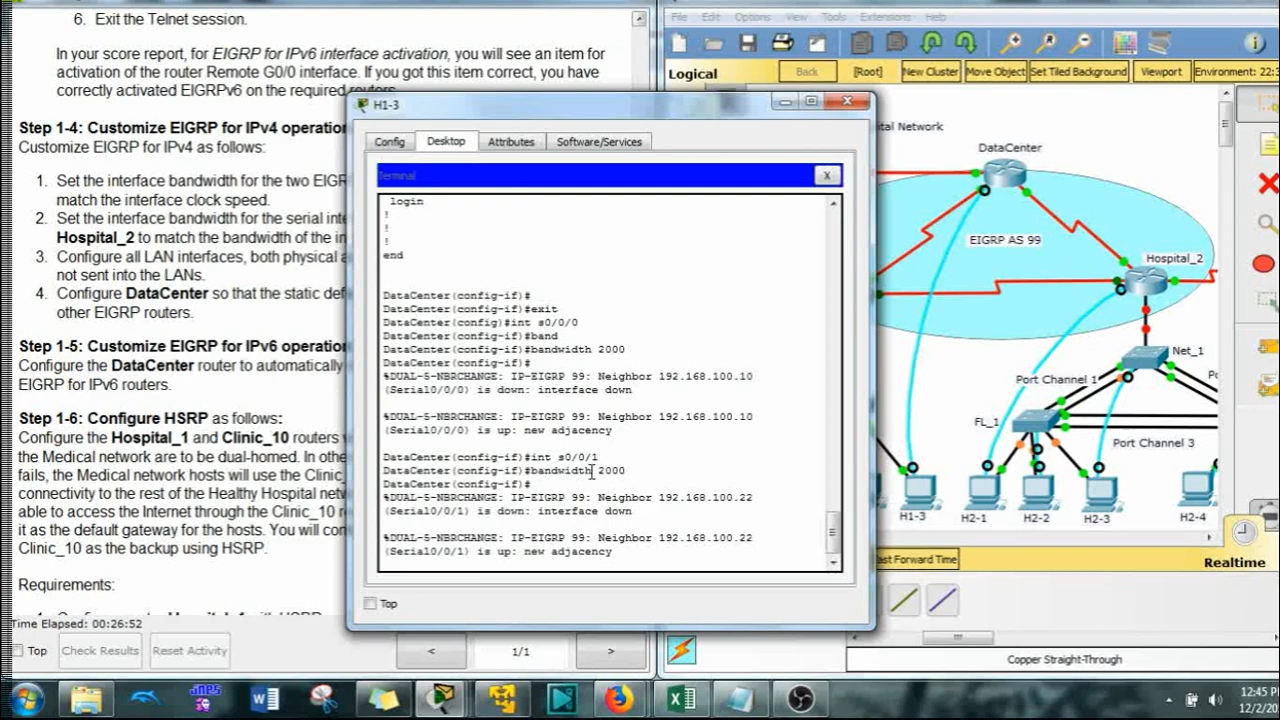 6. Exit the Telnet session.
In your score report, for EIGRP for IPv6 interface activation, you will see an item for
activation of the router Remote G0/0 interface. If you got this item correct, you have
correctly activated EIGRPv6 on the required
Step 1-4: Customize EIGRP for IPv4 operation
Customize EIGRP for IPv4 as follows:
1. Set the interface bandwidth for the two EIGR
match the interface clock speed.
2. Set the interface bandwidth for the serial inte
Hospital_2 to match the bandwidth of the in
3. Configure all LAN interfaces, both physical a
not sent into the LANs.
4. Configure DataCenter so that the static def
other EIGRP routers.
Step 1-5: Customize EIGRP for IPv6 operation
Configure the DataCenter router to automatically
EIGRP for IPv6 routers.
Step 1-6: Configure HSRP as follows:
Configure the Hospital_1 and Clinic_10 routers
the Medical network are to be dual-homed. In othe
fails, the Medical network hosts will use the Clinic_
connectivity to the rest of the Healthy Hospital netw
able to access the Internet through the Clinic_10 r
it as the default gateway for the hosts. You will con
Clinic_10 as the backup using HSRP.
Requirements:
Time Elapsed: 00:26:52
Top
Check Results
Reset Activity
<
1/1
>
H1-3
Config
Desktop
Attributes
Software/Services
Terminal
X
login
!
!
!
end
DataCenter(config-if)#
DataCenter(config-if)#exit
DataCenter(config)#int s0/0/0
DataCenter(config-if)#band
DataCenter(config-if)#bandwidth 2000
DataCenter(config-if)#
%DUAL-5-NBRCHANGE: IP-EIGRP 99: Neighbor 192.168.100.10
(Serial0/0/0) is down: interface down
%DUAL-5-NBRCHANGE: IP-EIGRP 99: Neighbor 192.168.100.10
(Serial0/0/0) is up: new adjacency
DataCenter(config-if)#int s0/0/1
DataCenter(config-if)#bandwidth 2000
DataCenter(config-if)#
%DUAL-5-NBRCHANGE: IP-EIGRP 99: Neighbor 192.168.100.22
(Serial0/0/1) is down: interface down
%DUAL-5-NBRCHANGE: IP-EIGRP 99: Neighbor 192.168.100.22
(Serial0/0/1) is up: new adjacency
Top
File Edit Options View Tools Extensions Help
Logical
Back
[Root]
New Cluster
Move Object
Set Tiled Background
Viewport
Environment: 22:3
tal Network
DataCenter
EIGRP AS 99
Hospital_2
Net_1
Port Channel 1
FL_1
Port Channel 3
H1-3
H2-1
H2-2
H2-3
H2-4
ast Forward Time
Realtime
Copper Straight-Through
12:45 P
12/2/20